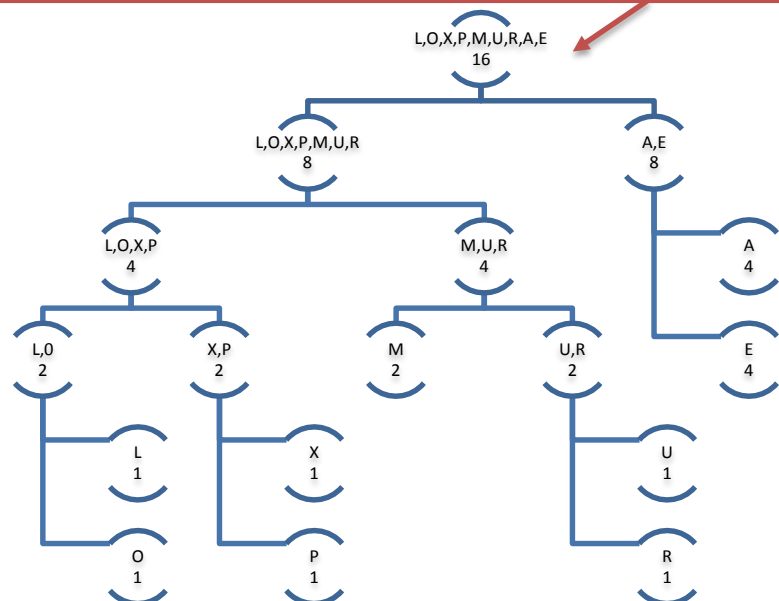 L,O,X,P,M,U,R,A,E
16
L,O,X,P,M,U,R
8
A,E
8
L,O,X,P
4
M,U,R
4
A
4
L,0
2
X,P
2
M
2
U,R
2
E
4
L
1
X
1
U
1
O
1
P
1
R
1